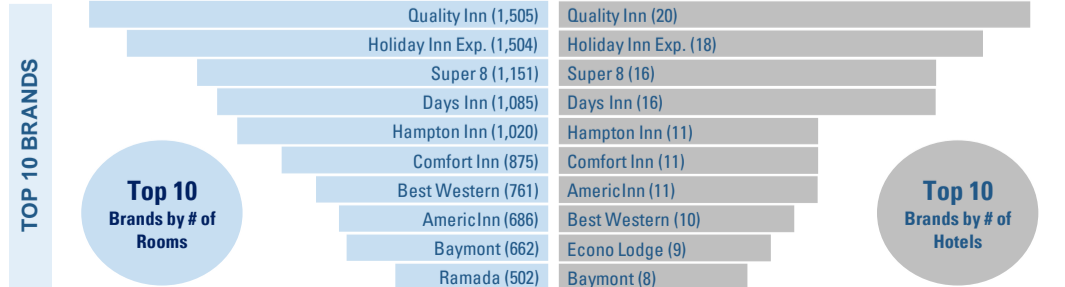 TOP 10 BRANDS
Quality Inn (1,505)
Holiday Inn Exp. (1,504)
Super 8 (1,151)
Days Inn (1,085)
Hampton Inn (1,020)
Comfort Inn (875)
Best Western (761)
AmericInn (686)
Baymont (662)
Ramada (502)
Top 10
Brands by # of
Rooms
Quality Inn (20)
Holiday Inn Exp. (18)
Super 8 (16)
Days Inn (16)
Hampton Inn (11)
Comfort Inn (11)
AmericInn (11)
Best Western (10)
Econo Lodge (9)
Baymont (8)
Top 10
Brands by # of
Hotels